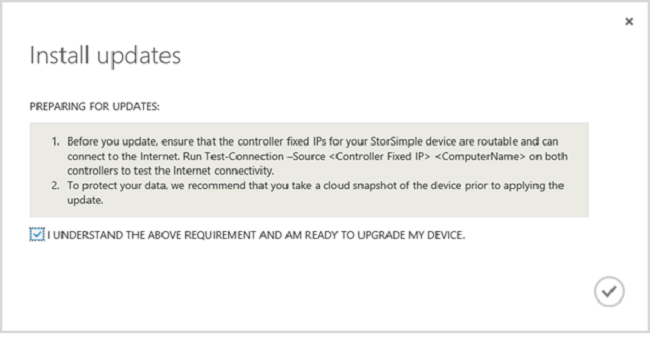 Install updates
PREPARING FOR UPDATES:
1. Before you update, ensure that the controller fixed IPs for your StorSimple device are routable and can
connect to the Internet. Run Test-Connection –Source <Controller Fixed IP> <ComputerName> on both
controllers to test the Internet connectivity.
2. To protect your data, we recommend that you take a cloud snapshot of the device prior to applying the
update.
I UNDERSTAND THE ABOVE REQUIREMENT AND AM READY TO UPGRADE MY DEVICE.